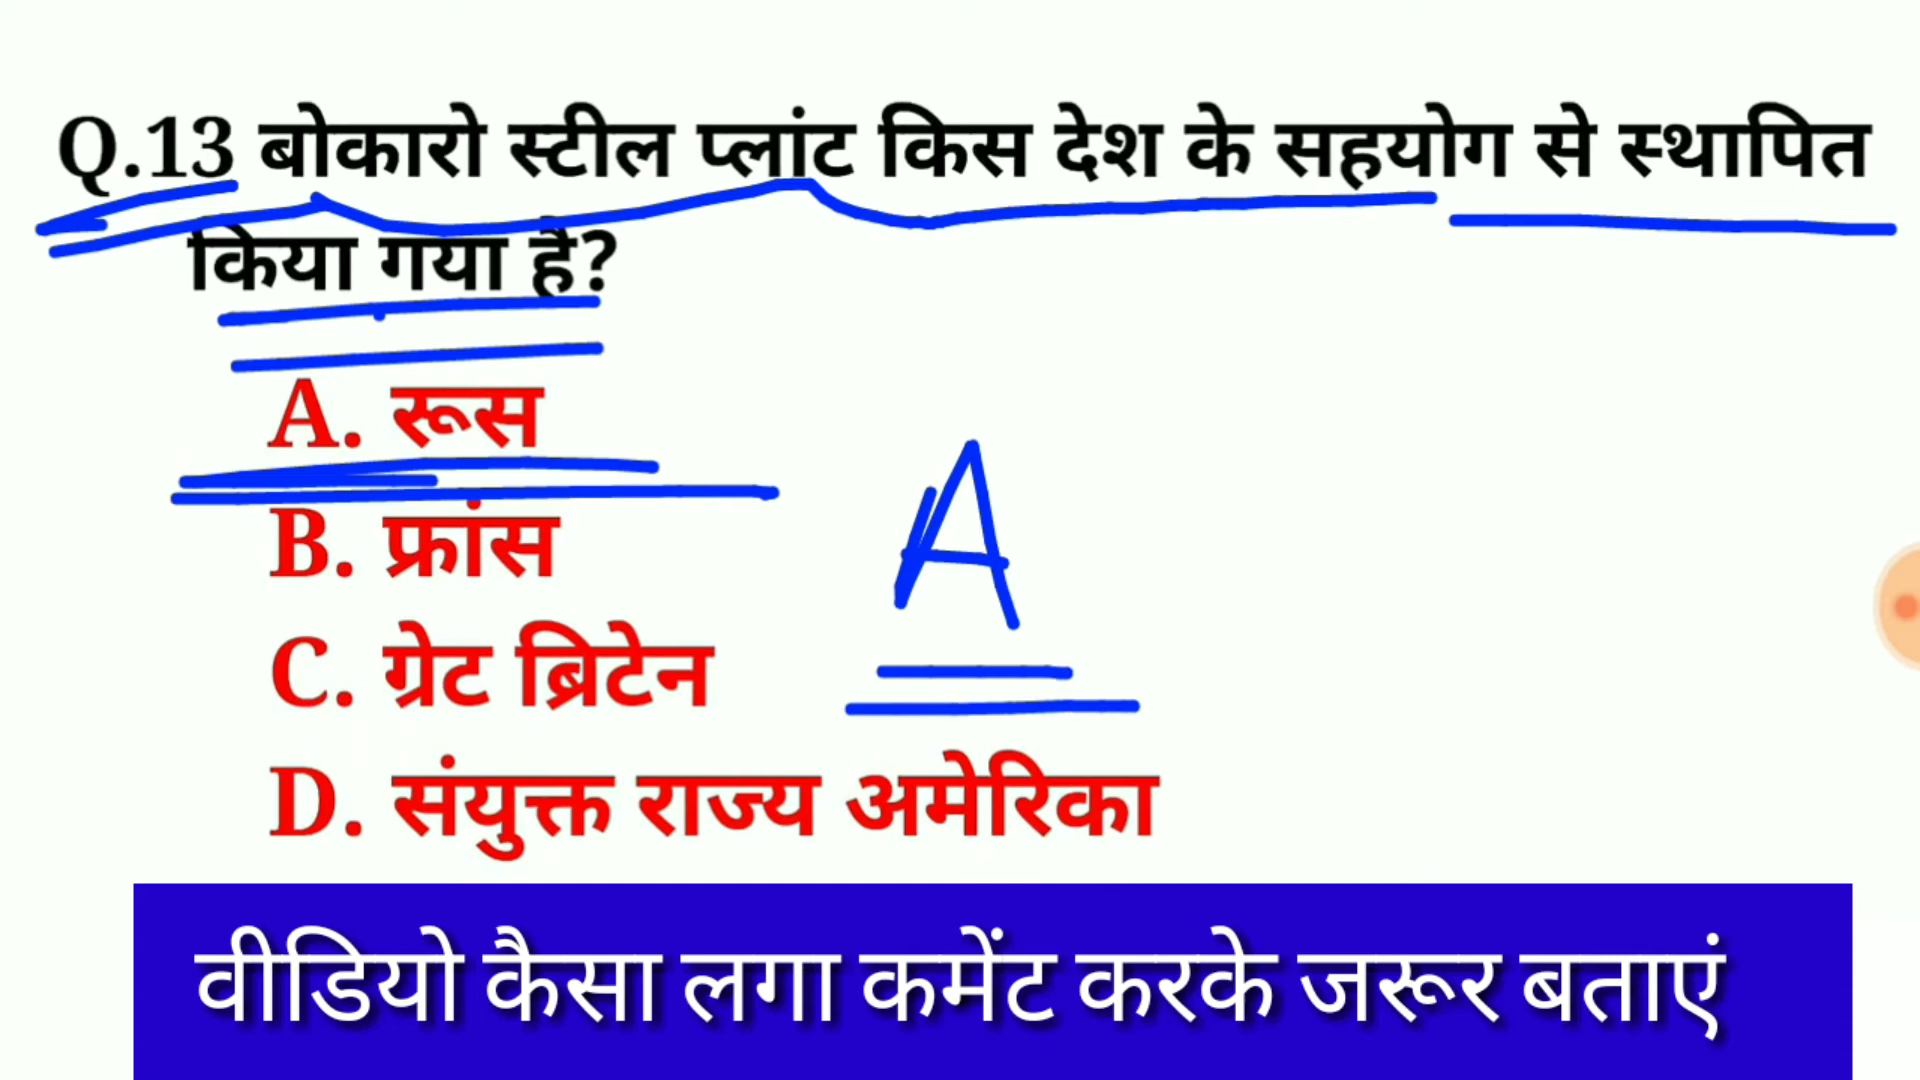 Q.13 बोकारो स्टील प्लांट किस देश के सहयोग से स्थापित
किया गया है?
A. रूस
B. फ्रांस
A
C. ग्रेट ब्रिटेन
D. संयुक्त राज्य अमेरिका
वीडियो कैसा लगा कमेंट करके जरूर बताएं